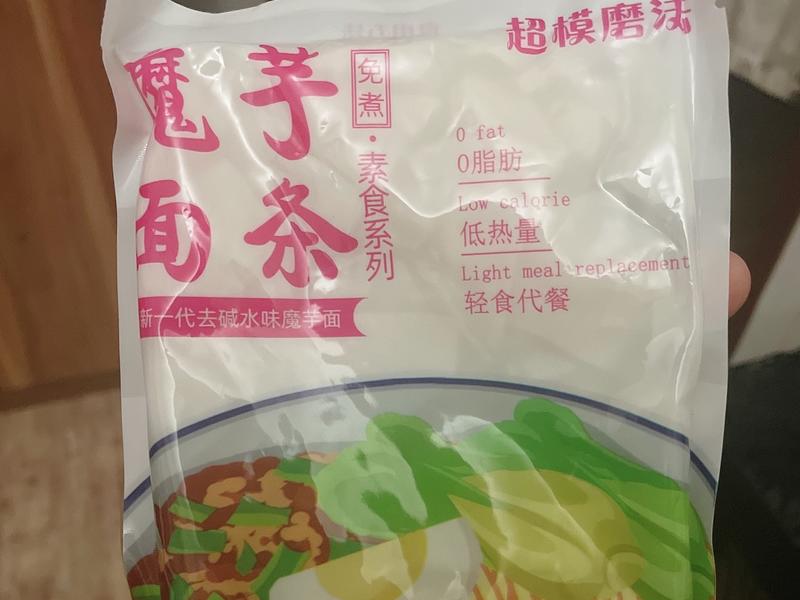 超模磨法
魔芋
面条
免煮
·素食系列
0 fat
0脂肪
Low calorie
低热量
Light meal replacement
轻食代餐
新一代去碱水味魔芋面